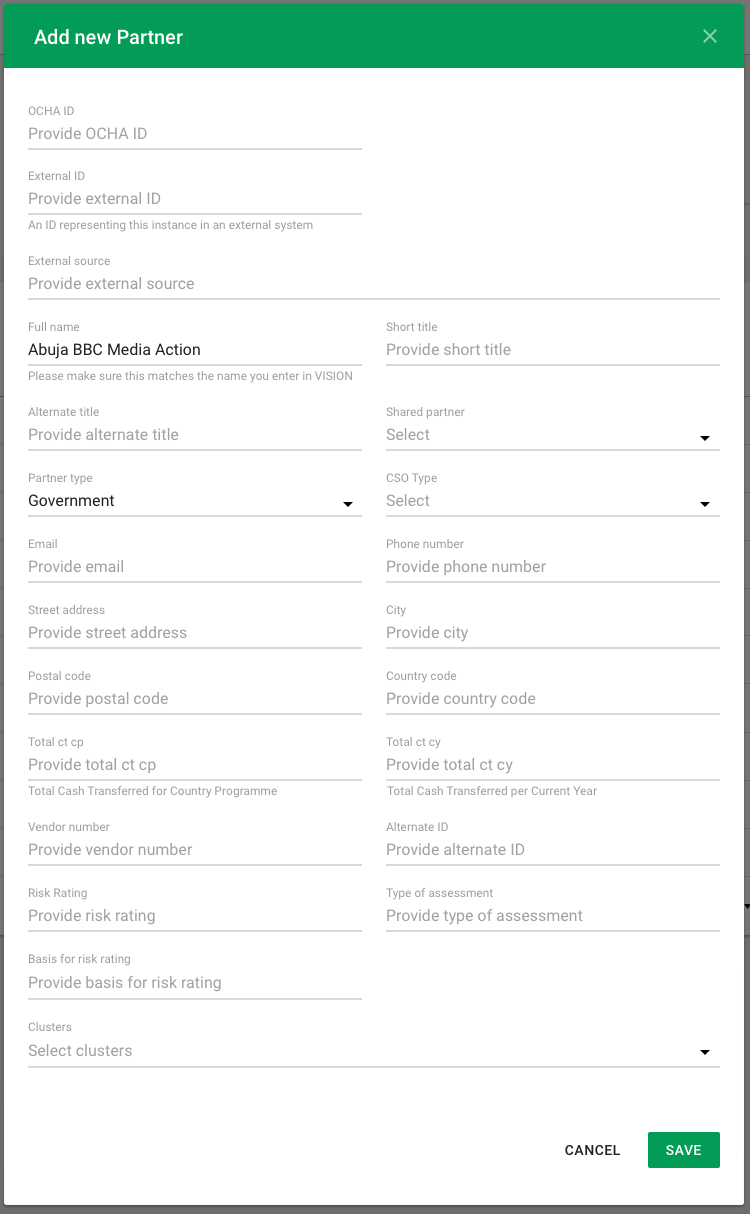 Add new Partner
OCHA ID
Provide OCHA ID
External ID
Provide external ID
An ID representing this instance in an external system
External source
Provide external source
Full name
Short title
Abuja BBC Media Action
Provide short title
Please make sure this matches the name you enter in VISION
Alternate title
Shared partner
Provide alternate title
Select
Partner type
CSO Type
Government
Select
Email
Phone number
Provide email
Provide phone number
Street address
City
Provide street address
Provide city
Postal code
Country code
Provide postal code
Provide country code
Total ct cp
Total ct cy
Provide total ct cp
Provide total ct cy
Total Cash Transferred for Country Programme
Total Cash Transferred per Current Year
Vendor number
Alternate ID
Provide vendor number
Provide alternate ID
Risk Rating
Type of assessment
Provide risk rating
Provide type of assessment
Basis for risk rating
Provide basis for risk rating
Clusters
Select clusters
CANCEL
SAVE